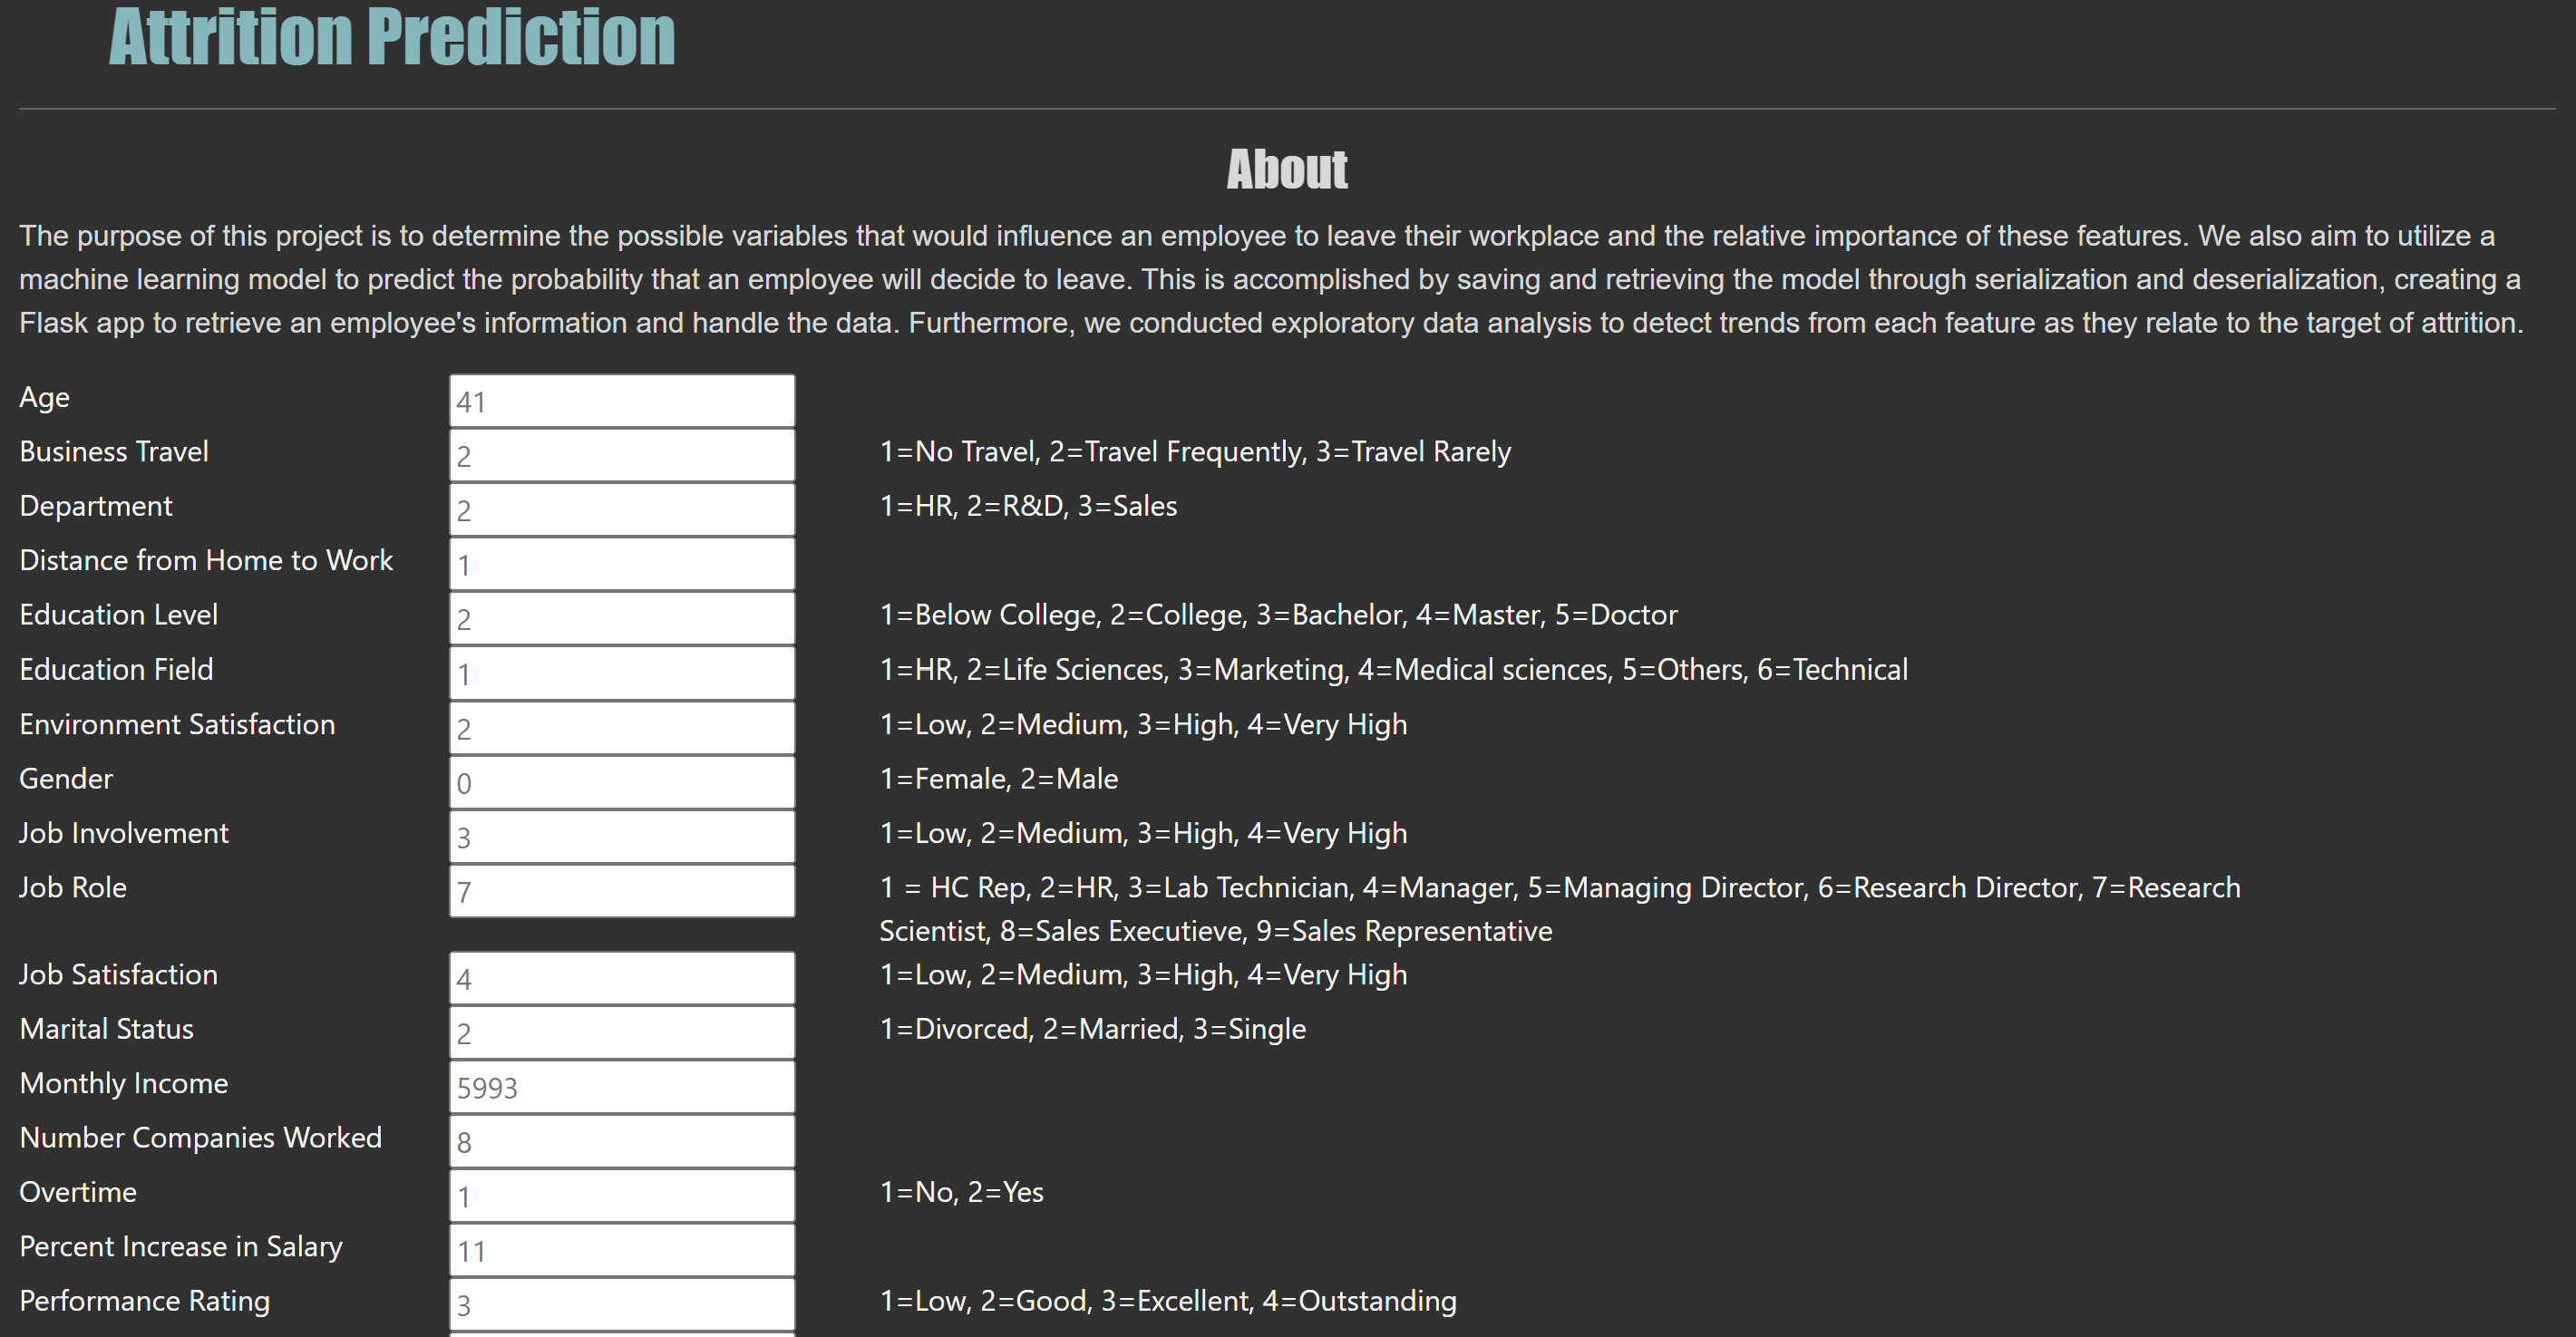 Attrition Prediction
About
The purpose of this project is to determine the possible variables that would influence an employee to leave their workplace and the relative importance of these features. We also aim to utilize a
machine learning model to predict the probability that an employee will decide to leave. This is accomplished by saving and retrieving the model through serialization and deserialization, creating a
Flask app to retrieve an employee's information and handle the data. Furthermore, we conducted exploratory data analysis to detect trends from each feature as they relate to the target of attrition.
Age 41
Business Travel 2 1=No Travel, 2=Travel Frequently, 3=Travel Rarely
Department 2 1=HR, 2=R&D, 3=Sales
Distance from Home to Work 1
Education Level 2 1=Below College, 2=College, 3=Bachelor, 4=Master, 5=Doctor
Education Field 1 1=HR, 2=Life Sciences, 3=Marketing, 4=Medical sciences, 5=Others, 6=Technical
Environment Satisfaction 2 1=Low, 2=Medium, 3=High, 4=Very High
Gender 0 1=Female, 2=Male
Job Involvement 3 1=Low, 2=Medium, 3=High, 4=Very High
Job Role 7 1 = HC Rep, 2=HR, 3=Lab Technician, 4=Manager, 5=Managing Director, 6=Research Director, 7=Research
Scientist, 8=Sales Executieve, 9=Sales Representative
Job Satisfaction 4 1=Low, 2=Medium, 3=High, 4=Very High
Marital Status 2 1=Divorced, 2=Married, 3=Single
Monthly Income 5993
Number Companies Worked 8
Overtime 1 1=No, 2=Yes
Percent Increase in Salary 11
Performance Rating 3 1=Low, 2=Good, 3=Excellent, 4=Outstanding